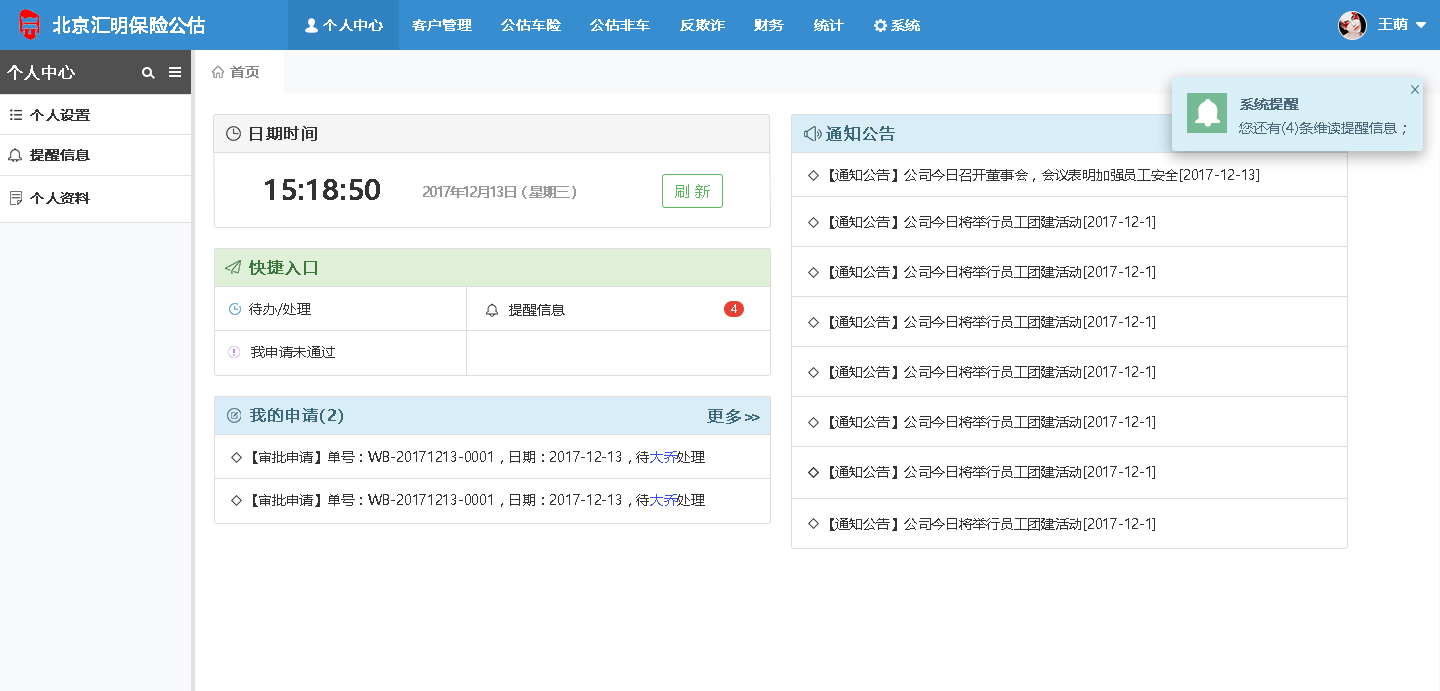 北京汇明保险公估
个人中心 客户管理 公估车险 公估非车 反欺诈 财务 统计 系统
王萌
个人中心
首页
个人设置
提醒信息
个人资料
系统提醒
您还有(4)条维读提醒信息；
日期时间
15:18:50 2017年12月13日（星期三）
刷 新
快捷入口
待办/处理
提醒信息 4
我申请未通过
我的申请(2) 更多>>
◇【审批申请】单号：WB-20171213-0001，日期：2017-12-13，待大乔处理
◇【审批申请】单号：WB-20171213-0001，日期：2017-12-13，待大乔处理
通知公告
◇【通知公告】公司今日召开董事会，会议表明加强员工安全[2017-12-13]
◇【通知公告】公司今日将举行员工团建活动[2017-12-1]
◇【通知公告】公司今日将举行员工团建活动[2017-12-1]
◇【通知公告】公司今日将举行员工团建活动[2017-12-1]
◇【通知公告】公司今日将举行员工团建活动[2017-12-1]
◇【通知公告】公司今日将举行员工团建活动[2017-12-1]
◇【通知公告】公司今日将举行员工团建活动[2017-12-1]
◇【通知公告】公司今日将举行员工团建活动[2017-12-1]